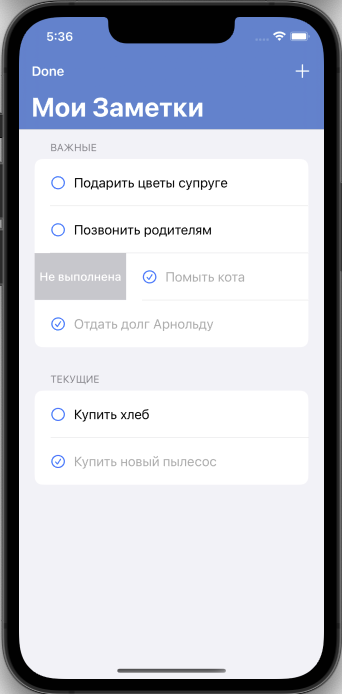 5:36
Done
Мои Заметки
ВАЖНЫЕ
Подарить цветы супруге
Позвонить родителям
Не выполнена Помыть кота
Отдать долг Арнольду
ТЕКУЩИЕ
Купить хлеб
Купить новый пылесос